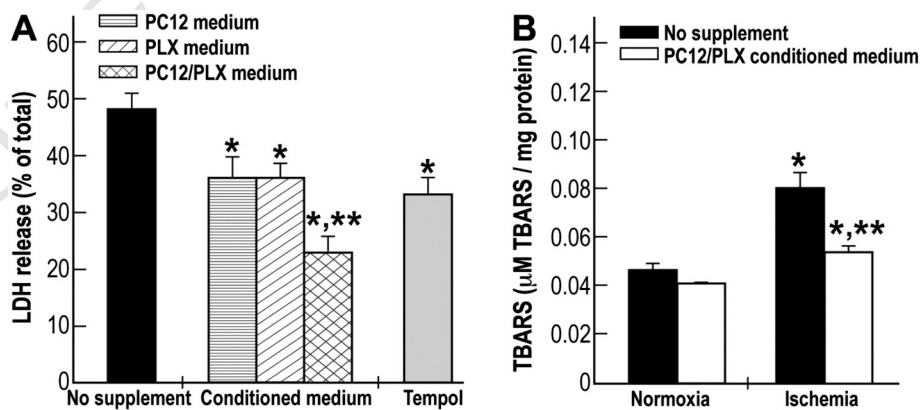 A
PC12 medium
PLX medium
PC12/PLX medium
LDH release (% of total)
60
50
40
30
20
10
0
*
*
*,**
*
No supplement
Conditioned medium
Tempol
B
No supplement
PC12/PLX conditioned medium
TBARS (μM TBARS / mg protein)
0.14
0.12
0.10
0.08
0.06
0.04
0.02
0
*
*,**
Normoxia
Ischemia